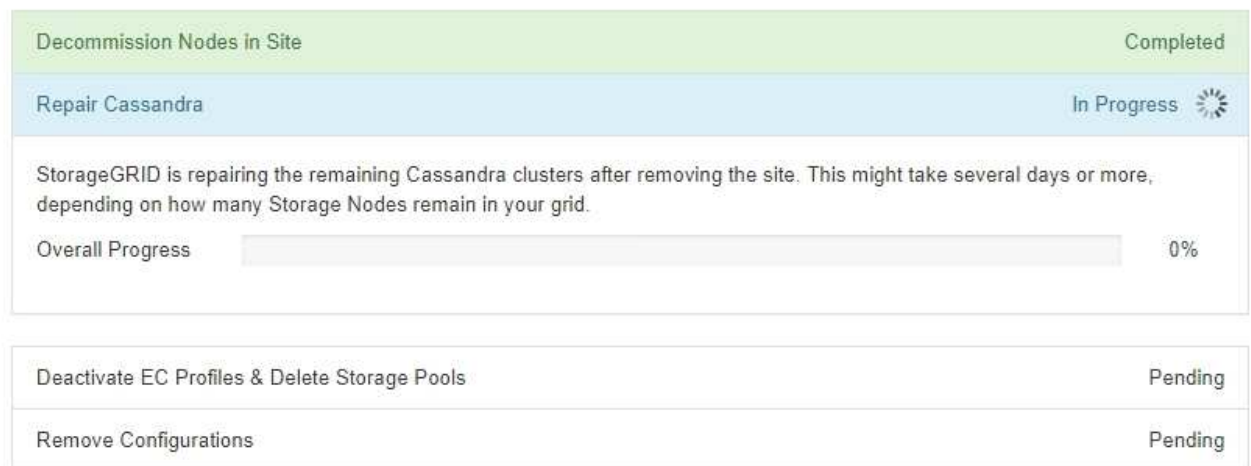 Decommission Nodes in Site Completed
Repair Cassandra In Progress
StorageGRID is repairing the remaining Cassandra clusters after removing the site. This might take several days or more,
depending on how many Storage Nodes remain in your grid.
Overall Progress 0%
Deactivate EC Profiles & Delete Storage Pools Pending
Remove Configurations Pending